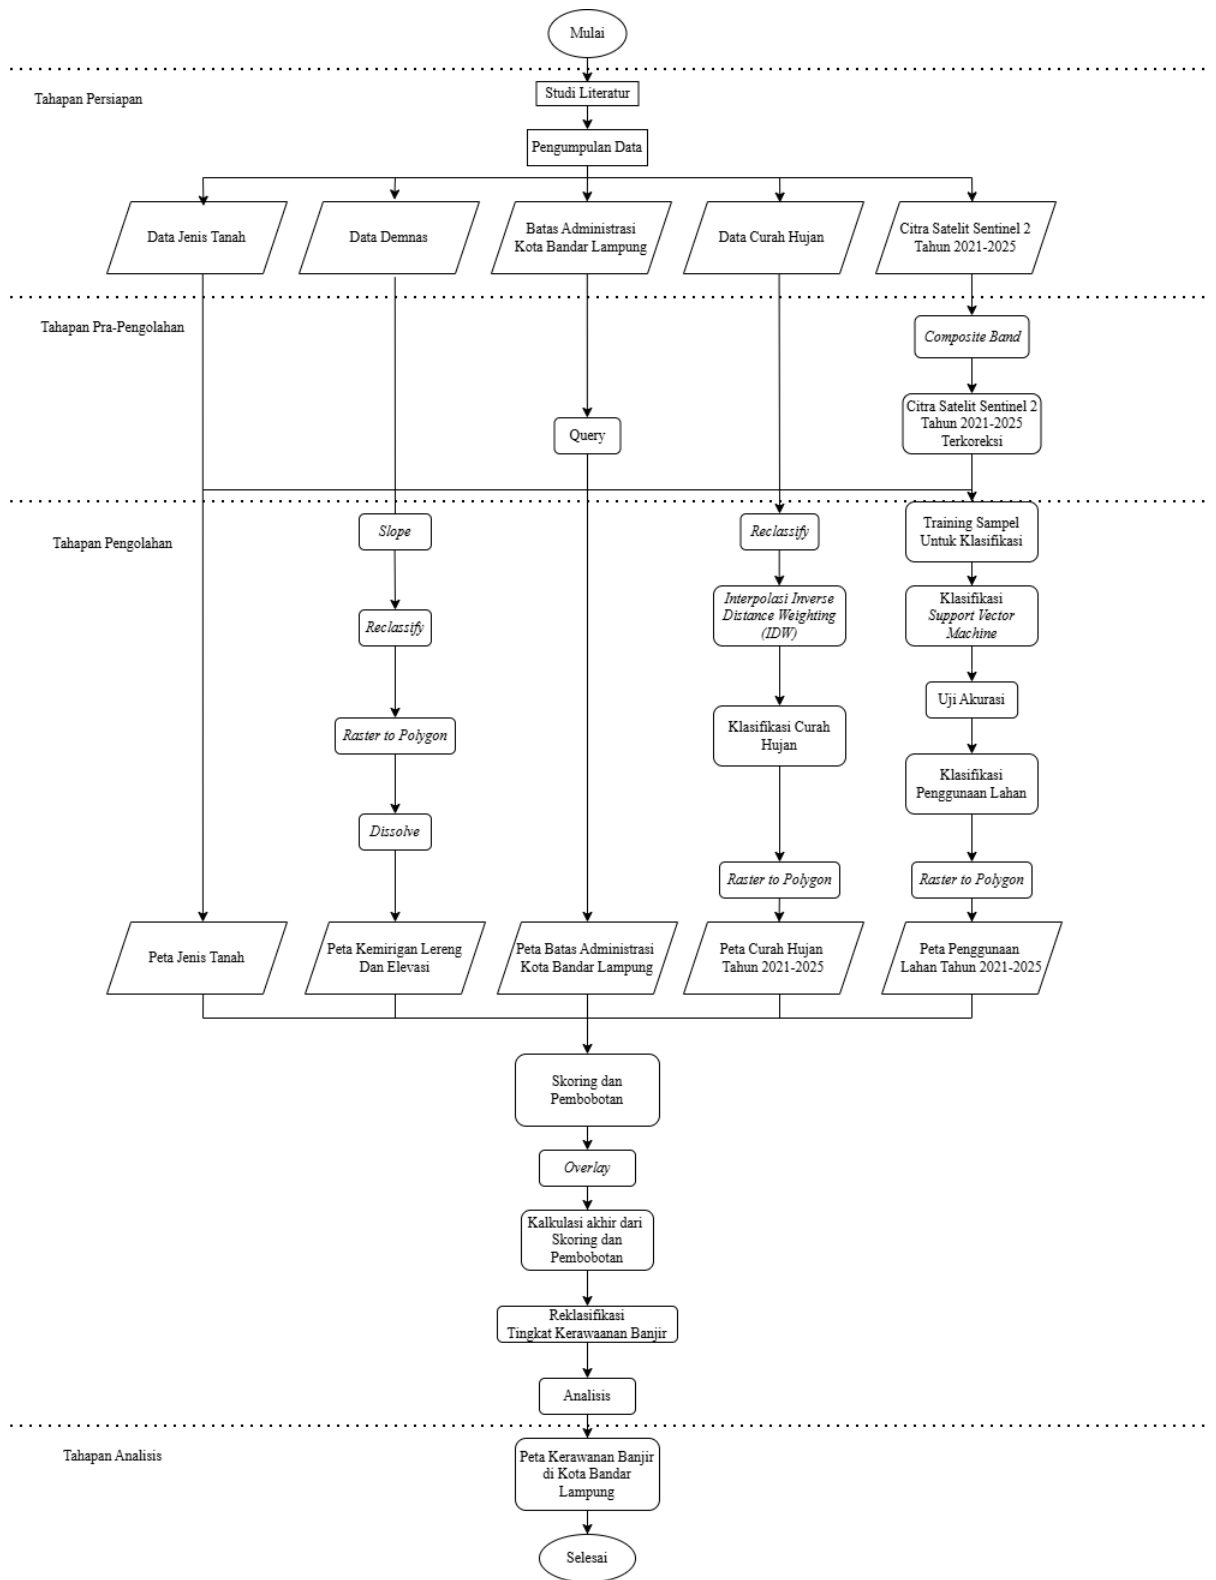 Mulai
Tahapan Persiapan
Studi Literatur
Pengumpulan Data
Data Jenis Tanah
Data Demnas
Batas Administrasi
Kota Bandar Lampung
Data Curah Hujan
Citra Satelit Sentinel 2
Tahun 2021-2025
Tahapan Pra-Pengolahan
Composite Band
Citra Satelit Sentinel 2
Tahun 2021-2025
Terkoreksi
Query
Tahapan Pengolahan
Slope
Reclassify
Training Sampel
Untuk Klasifikasi
Reclassify
Interpolasi Inverse
Distance Weighting
(IDW)
Klasifikasi
Support Vector
Machine
Raster to Polygon
Klasifikasi Curah
Hujan
Uji Akurasi
Klasifikasi
Penggunaan Lahan
Dissolve
Raster to Polygon
Raster to Polygon
Peta Jenis Tanah
Peta Kemirigan Lereng
Dan Elevasi
Peta Batas Administrasi
Kota Bandar Lampung
Peta Curah Hujan
Tahun 2021-2025
Peta Penggunaan
Lahan Tahun 2021-2025
Skoring dan
Pembobotan
Overlay
Kalkulasi akhir dari
Skoring dan
Pembobotan
Reklasifikasi
Tingkat Kerawaanan Banjir
Analisis
Tahapan Analisis
Peta Kerawanan Banjir
di Kota Bandar
Lampung
Selesai